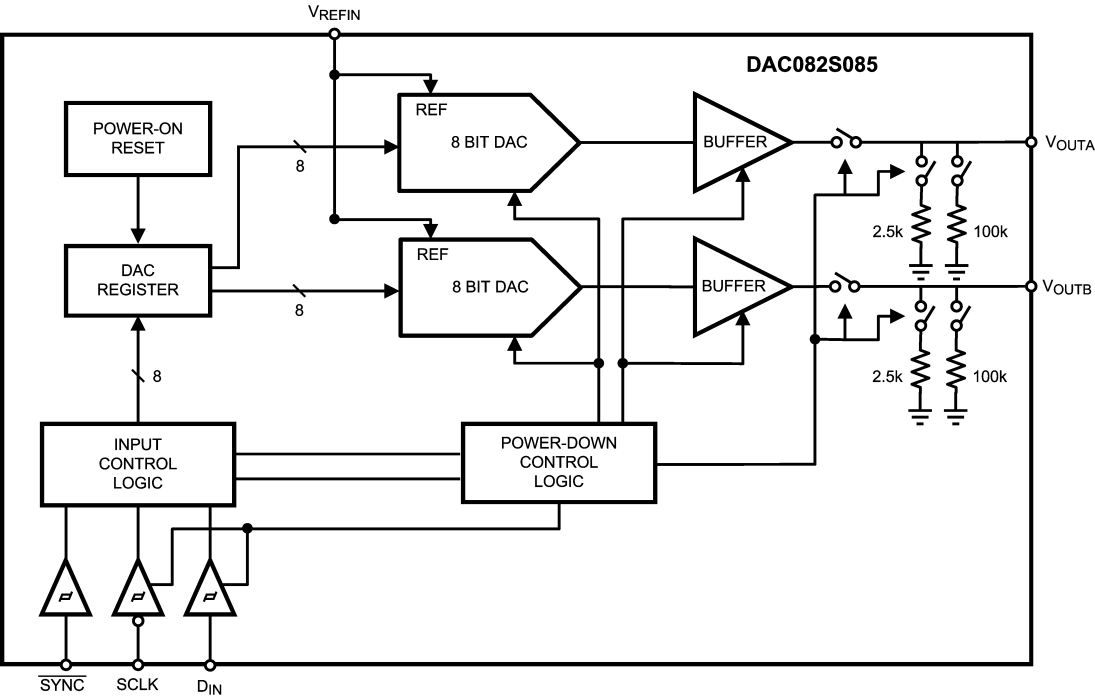 VREFIN
DAC082S085
POWER-ON
RESET
REF
8 BIT DAC
BUFFER
VOUTA
8
2.5k
100k
DAC
REGISTER
REF
8 BIT DAC
BUFFER
VOUTB
8
8
2.5k
100k
INPUT
CONTROL
LOGIC
POWER-DOWN
CONTROL
LOGIC
SYNC
SCLK
DIN